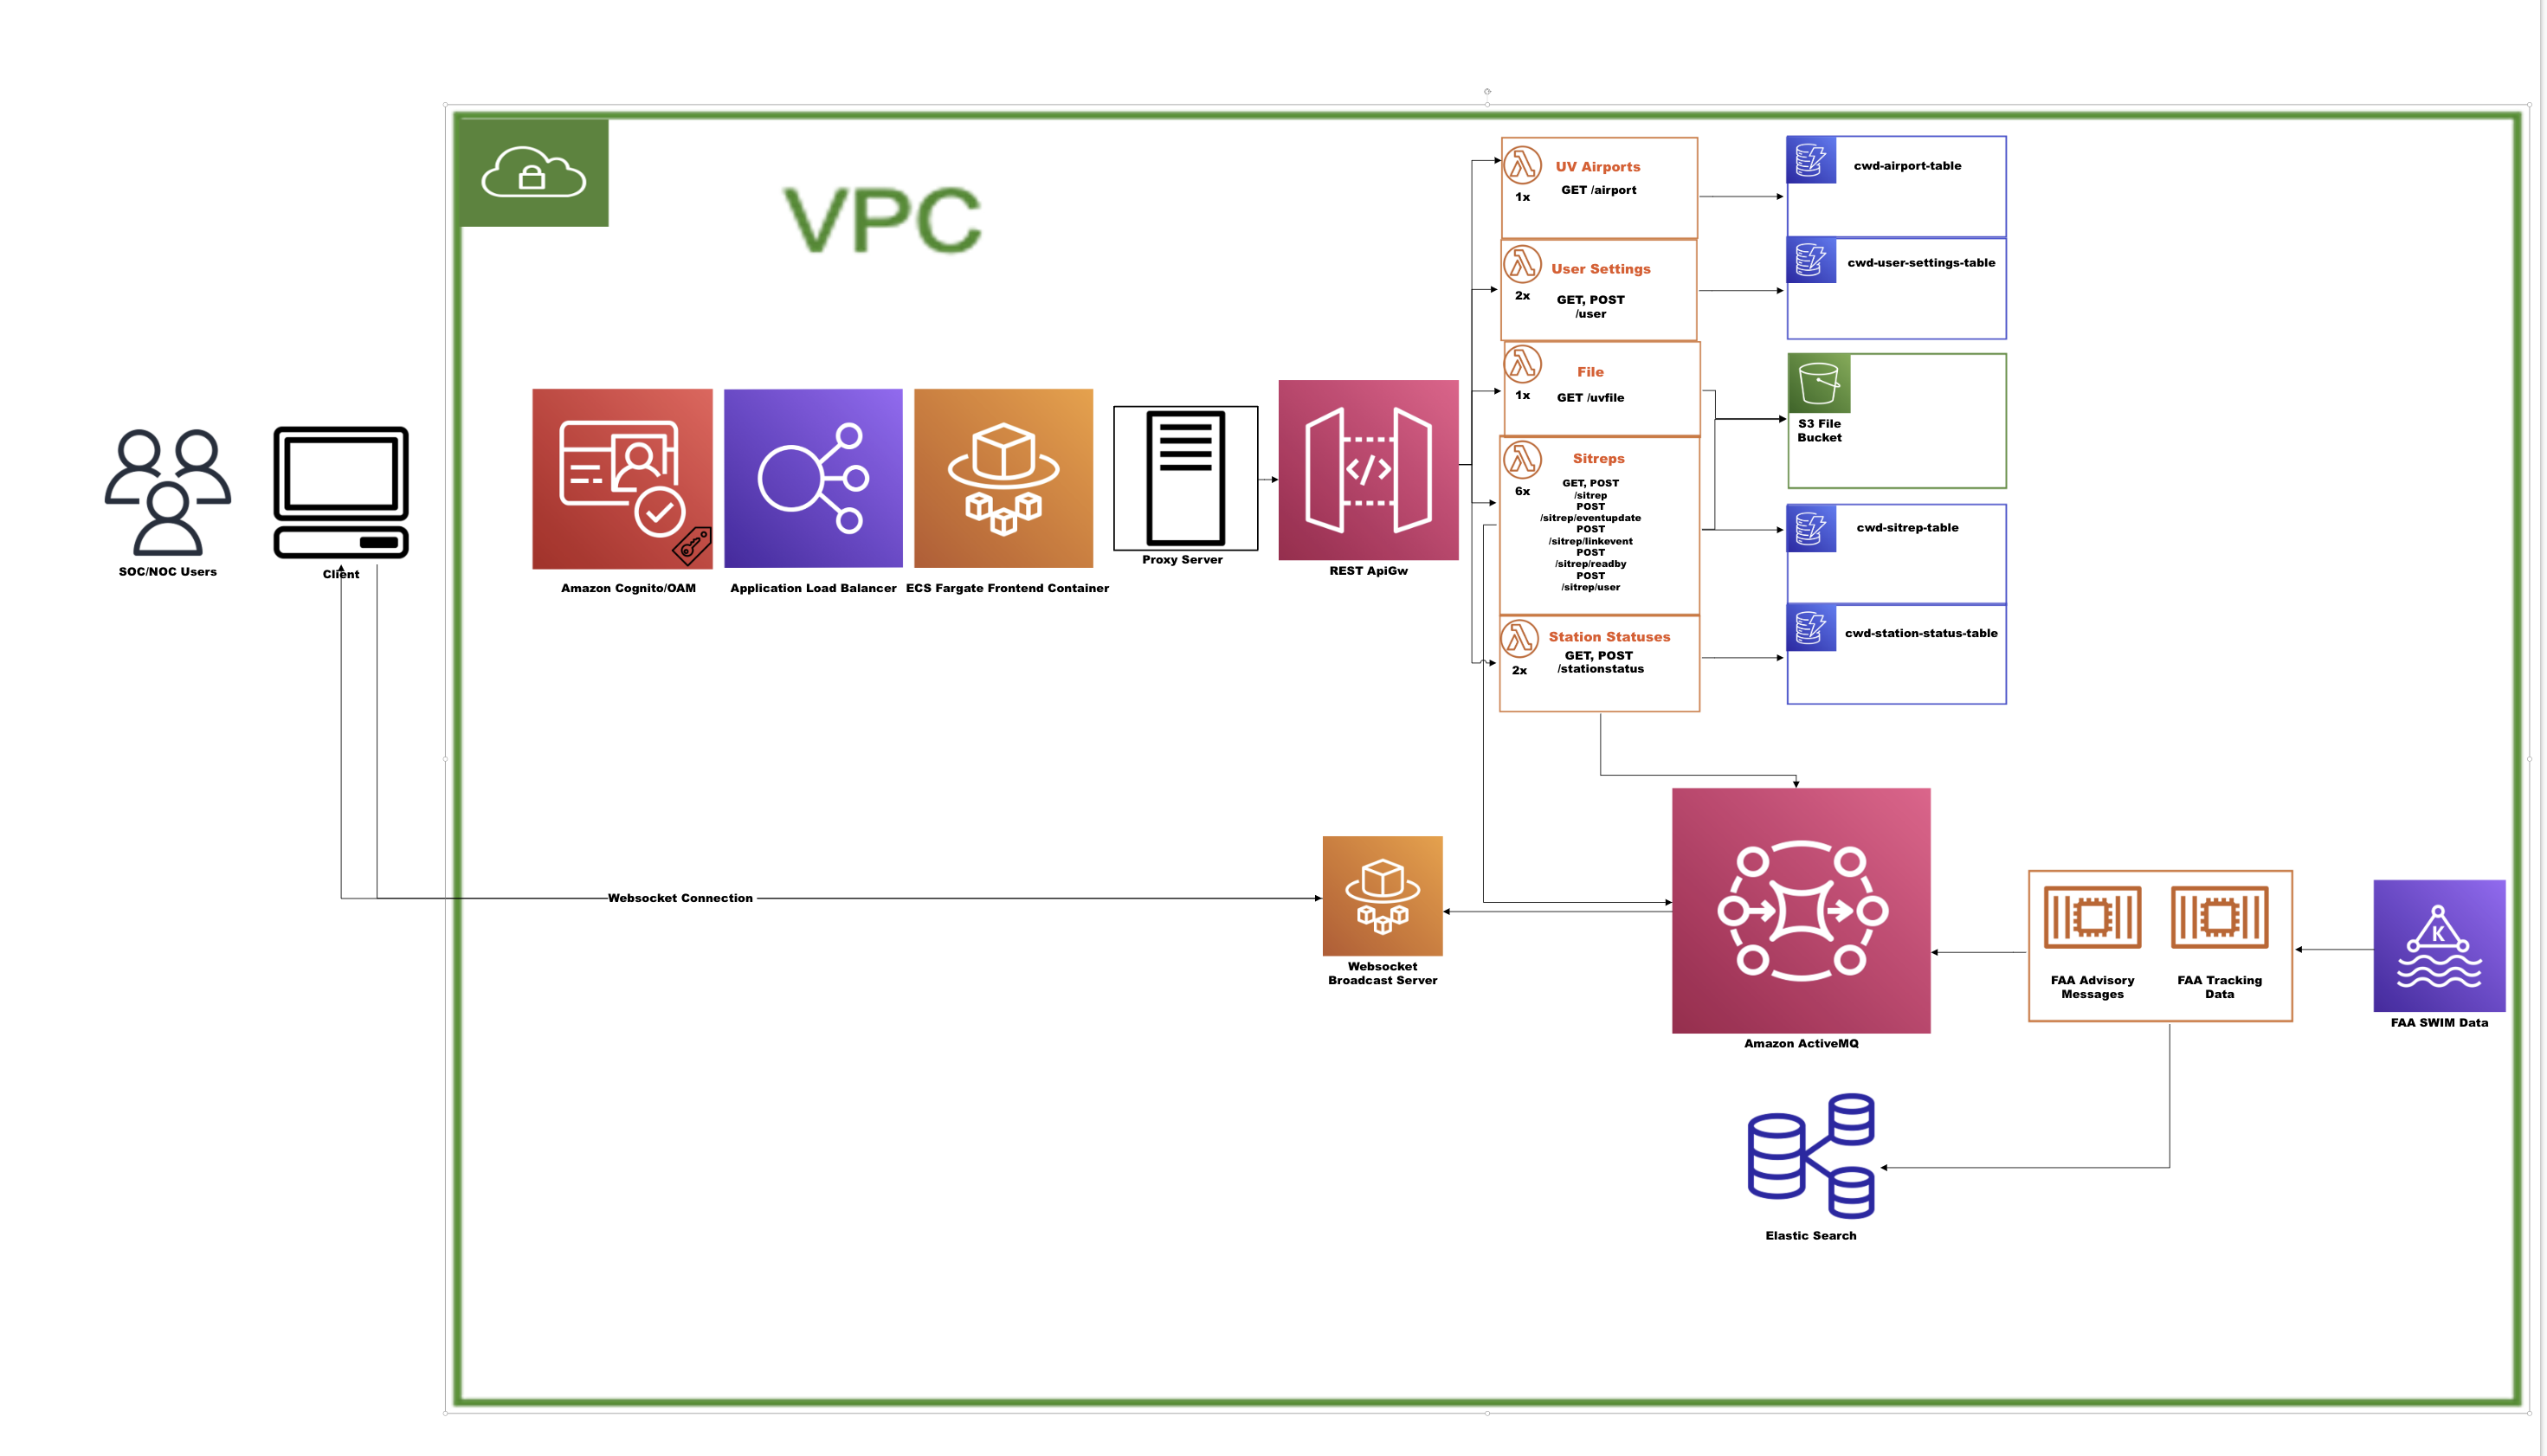 VPC
UV Airports
1x
GET /airport
cwd-airport-table
User Settings
2x
GET, POST
/user
cwd-user-settings-table
File
1x
GET /uvfile
S3 File
Bucket
Sitreps
6x
GET, POST
/sitrep
POST
/sitrep/eventupdate
POST
/sitrep/linkevent
POST
/sitrep/readby
POST
/sitrep/user
cwd-sitrep-table
Station Statuses
2x
GET, POST
/stationstatus
cwd-station-status-table
SOC/NOC Users
Client
Amazon Cognito/OAM
Application Load Balancer
ECS Fargate Frontend Container
Proxy Server
REST ApiGw
Websocket Connection
Websocket
Broadcast Server
Amazon ActiveMQ
FAA Advisory
Messages
FAA Tracking
Data
K
FAA SWIM Data
Elastic Search